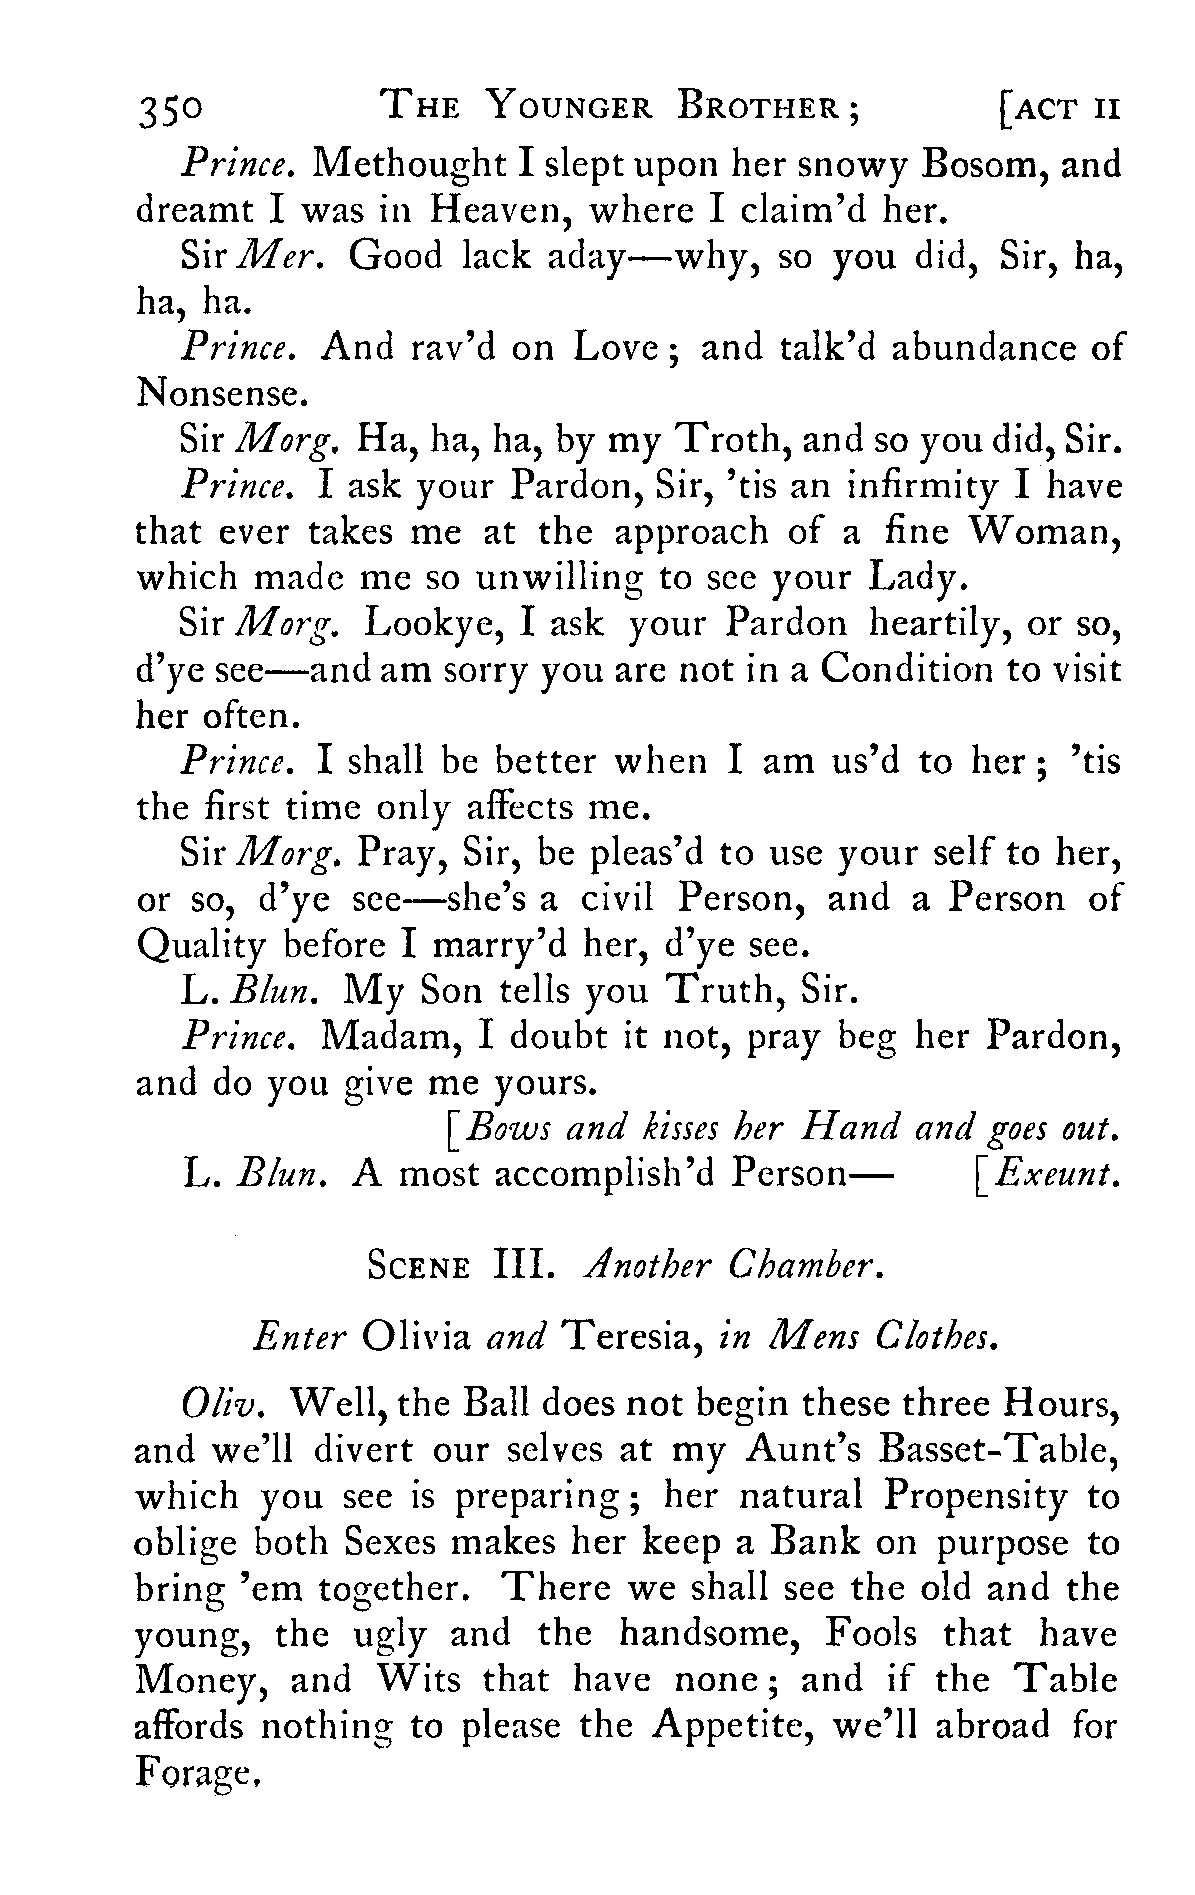 350 THE YOUNGER BROTHER; [ACT II
Prince. Methought I slept upon her snowy Bosom, and
dreamt I was in Heaven, where I claim'd her.
Sir Mer. Good lack aday—why, so you did, Sir, ha,
ha, ha.
Prince. And rav'd on Love; and talk'd abundance of
Nonsense.
Sir Morg. Ha, ha, ha, by my Troth, and so you did, Sir.
Prince. I ask your Pardon, Sir, 'tis an infirmity I have
that ever takes me at the approach of a fine Woman,
which made me so unwilling to see your Lady.
Sir Morg. Lookye, I ask your Pardon heartily, or so,
d'ye see—and am sorry you are not in a Condition to visit
her often.
Prince. I shall be better when I am us'd to her; 'tis
the first time only affects me.
Sir Morg. Pray, Sir, be pleas'd to use your self to her,
or so, d'ye see—she's a civil Person, and a Person of
Quality before I marry'd her, d'ye see.
L. Blun. My Son tells you Truth, Sir.
Prince. Madam, I doubt it not, pray beg her Pardon,
and do you give me yours.
[Bows and kisses her Hand and goes out.
L. Blun. A most accomplish'd Person— [Exeunt.
SCENE III. Another Chamber.
Enter Olivia and Teresia, in Mens Clothes.
Oliv. Well, the Ball does not begin these three Hours,
and we'll divert our selves at my Aunt's Basset-Table,
which you see is preparing; her natural Propensity to
oblige both Sexes makes her keep a Bank on purpose to
bring 'em together. There we shall see the old and the
young, the ugly and the handsome, Fools that have
Money, and Wits that have none; and if the Table
affords nothing to please the Appetite, we'll abroad for
Forage.